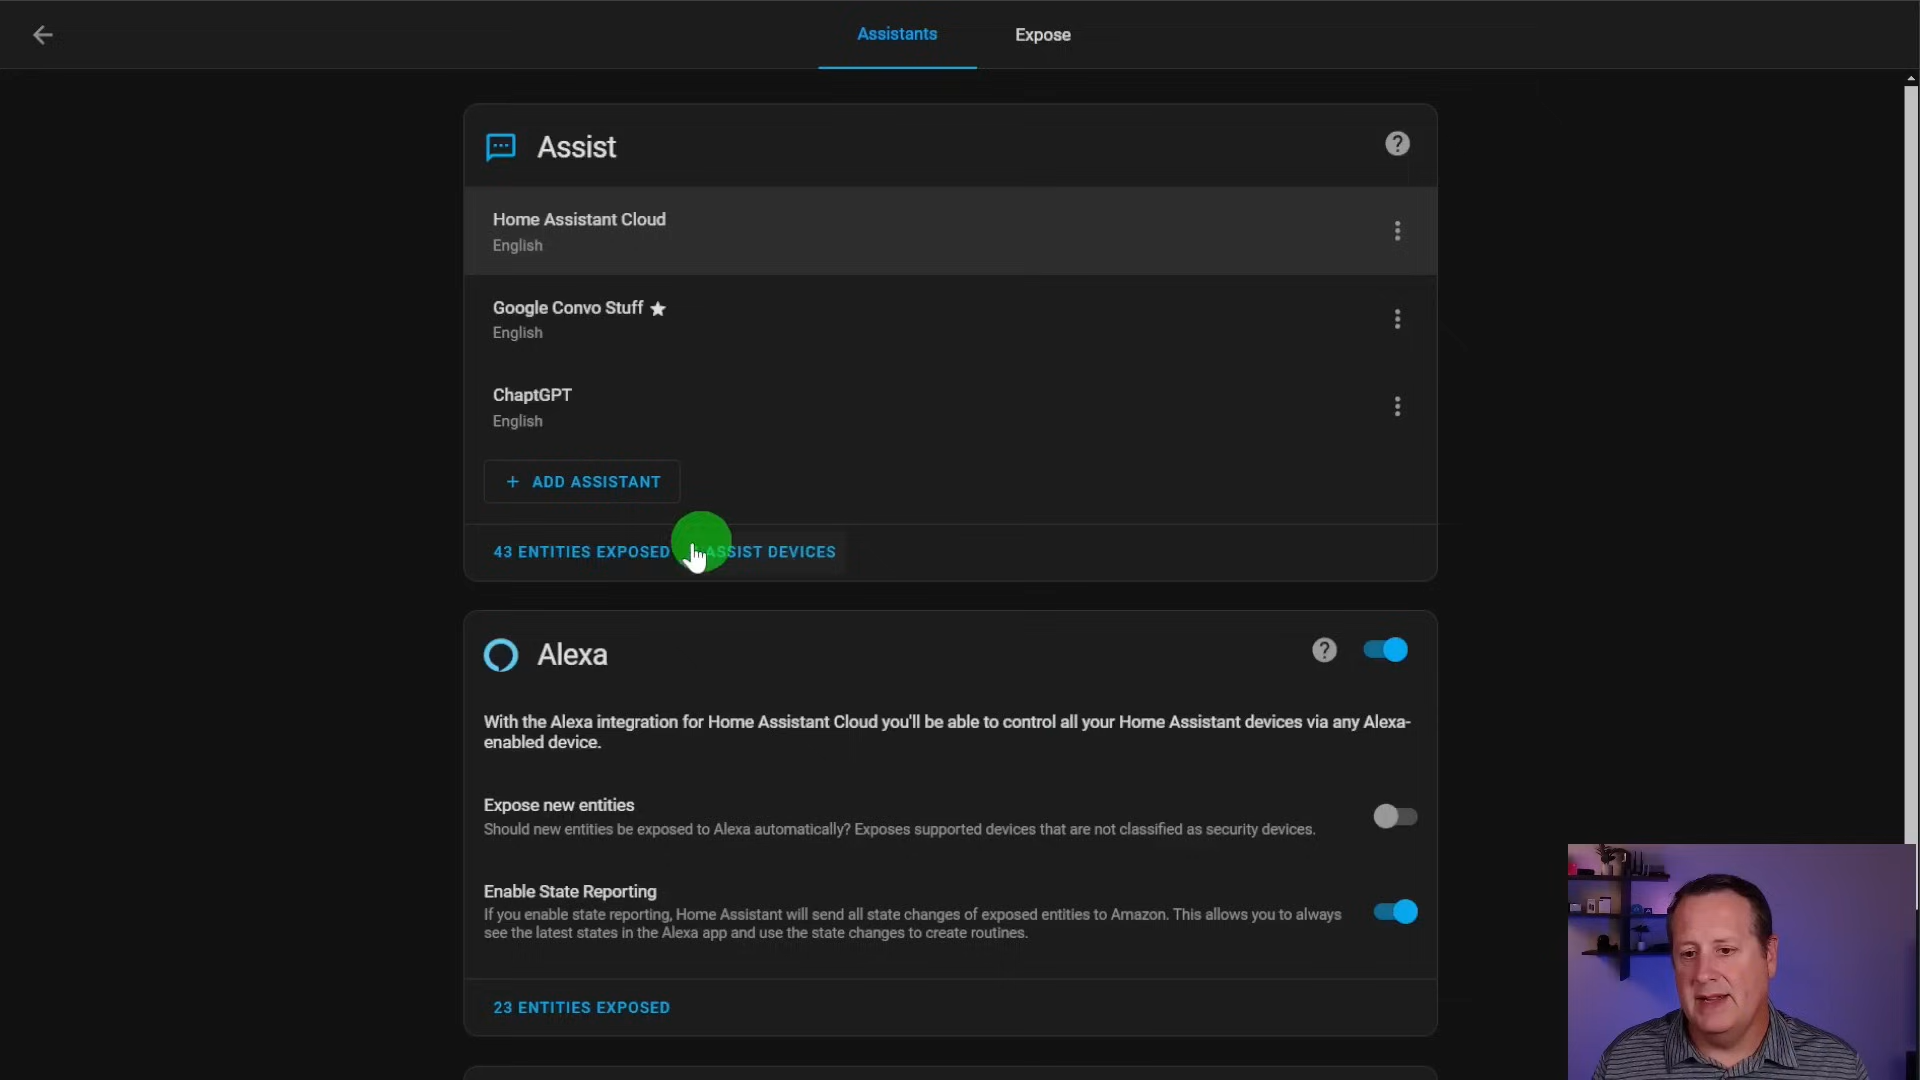 Assistants
Expose
Assist
Home Assistant Cloud
English
Google Convo Stuff
English
ChaptGPT
English
+ ADD ASSISTANT
43 ENTITIES EXPOSED
ASSIST DEVICES
Alexa
With the Alexa integration for Home Assistant Cloud you'll be able to control all your Home Assistant devices via any Alexa-
enabled device.
Expose new entities
Should new entities be exposed to Alexa automatically? Exposes supported devices that are not classified as security devices.
Enable State Reporting
If you enable state reporting, Home Assistant will send all state changes of exposed entities to Amazon. This allows you to always
see the latest states in the Alexa app and use the state changes to create routines.
23 ENTITIES EXPOSED